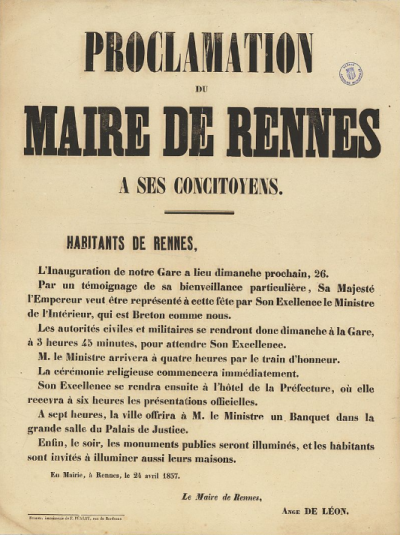 PROCLAMATION
DU
MAIRE DE RENNES
A SES CONCITOYENS.
HABITANTS DE RENNES,
L'Inauguration de notre Gare a lieu dimanche prochain, 26.
Par un témoignage de sa bienveillance particulière, Sa Majesté
l'Empereur veut être représenté à cette fête par Son Exellence le Ministre
de l'Intérieur, qui est Breton comme nous.
Les autorités civiles et militaires se rendront donc dimanche à la Gare,
à 3 heures 45 minutes, pour attendre Son Excellence.
M. le Ministre arrivera à quatre heures par le train d'honneur.
La cérémonie religieuse commencera immédiatement.
Son Excellence se rendra ensuite à l'hôtel de la Préfecture, où elle
recevra à six heures les présentations officielles.
A sept heures, la ville offrira à M. le Ministre un Banquet dans la
grande salle du Palais de Justice.
Enfin, le soir, les monuments publics seront illuminés, et les habitants
sont invités à illuminer aussi leurs maisons.
En Mairie, à Rennes, le 24 avril 1857.
Le Maire de Rennes,
ANGE DE LÉON.